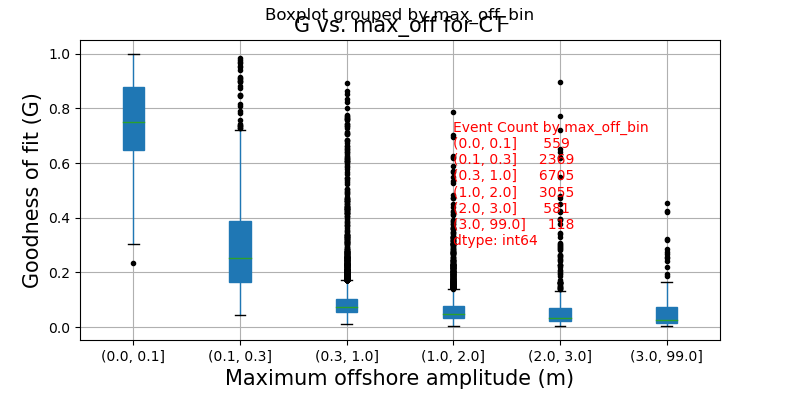 Boxplot grouped by max_off_bin
G vs. max_off for CT
Goodness of fit (G)
1.0
0.8
0.6
0.4
0.2
0.0
Event Count by max_off_bin
(0.0, 0.1] 559
(0.1, 0.3] 2369
(0.3, 1.0] 6705
(1.0, 2.0] 3055
(2.0, 3.0] 581
(3.0, 99.0] 118
dtype: int64
(0.0, 0.1] (0.1, 0.3] (0.3, 1.0] (1.0, 2.0] (2.0, 3.0] (3.0, 99.0]
Maximum offshore amplitude (m)